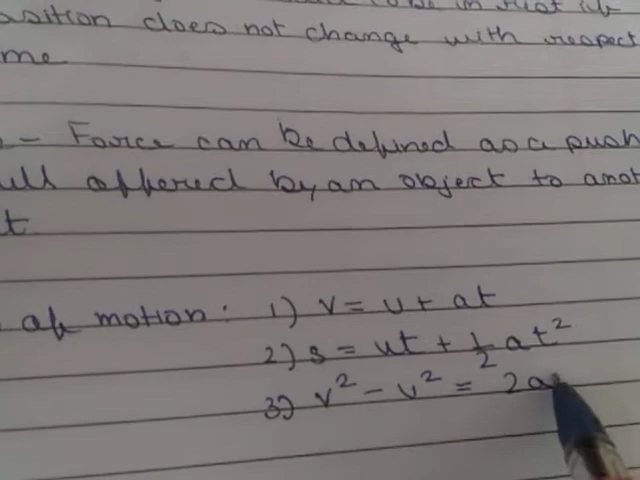 osition does not change with respect
me
- Force can be defined as a push
ull offered by an object to anot
t
of motion: 1) v = u + at
2) s = ut + 1/2 at²
3) v² - u² = 2a